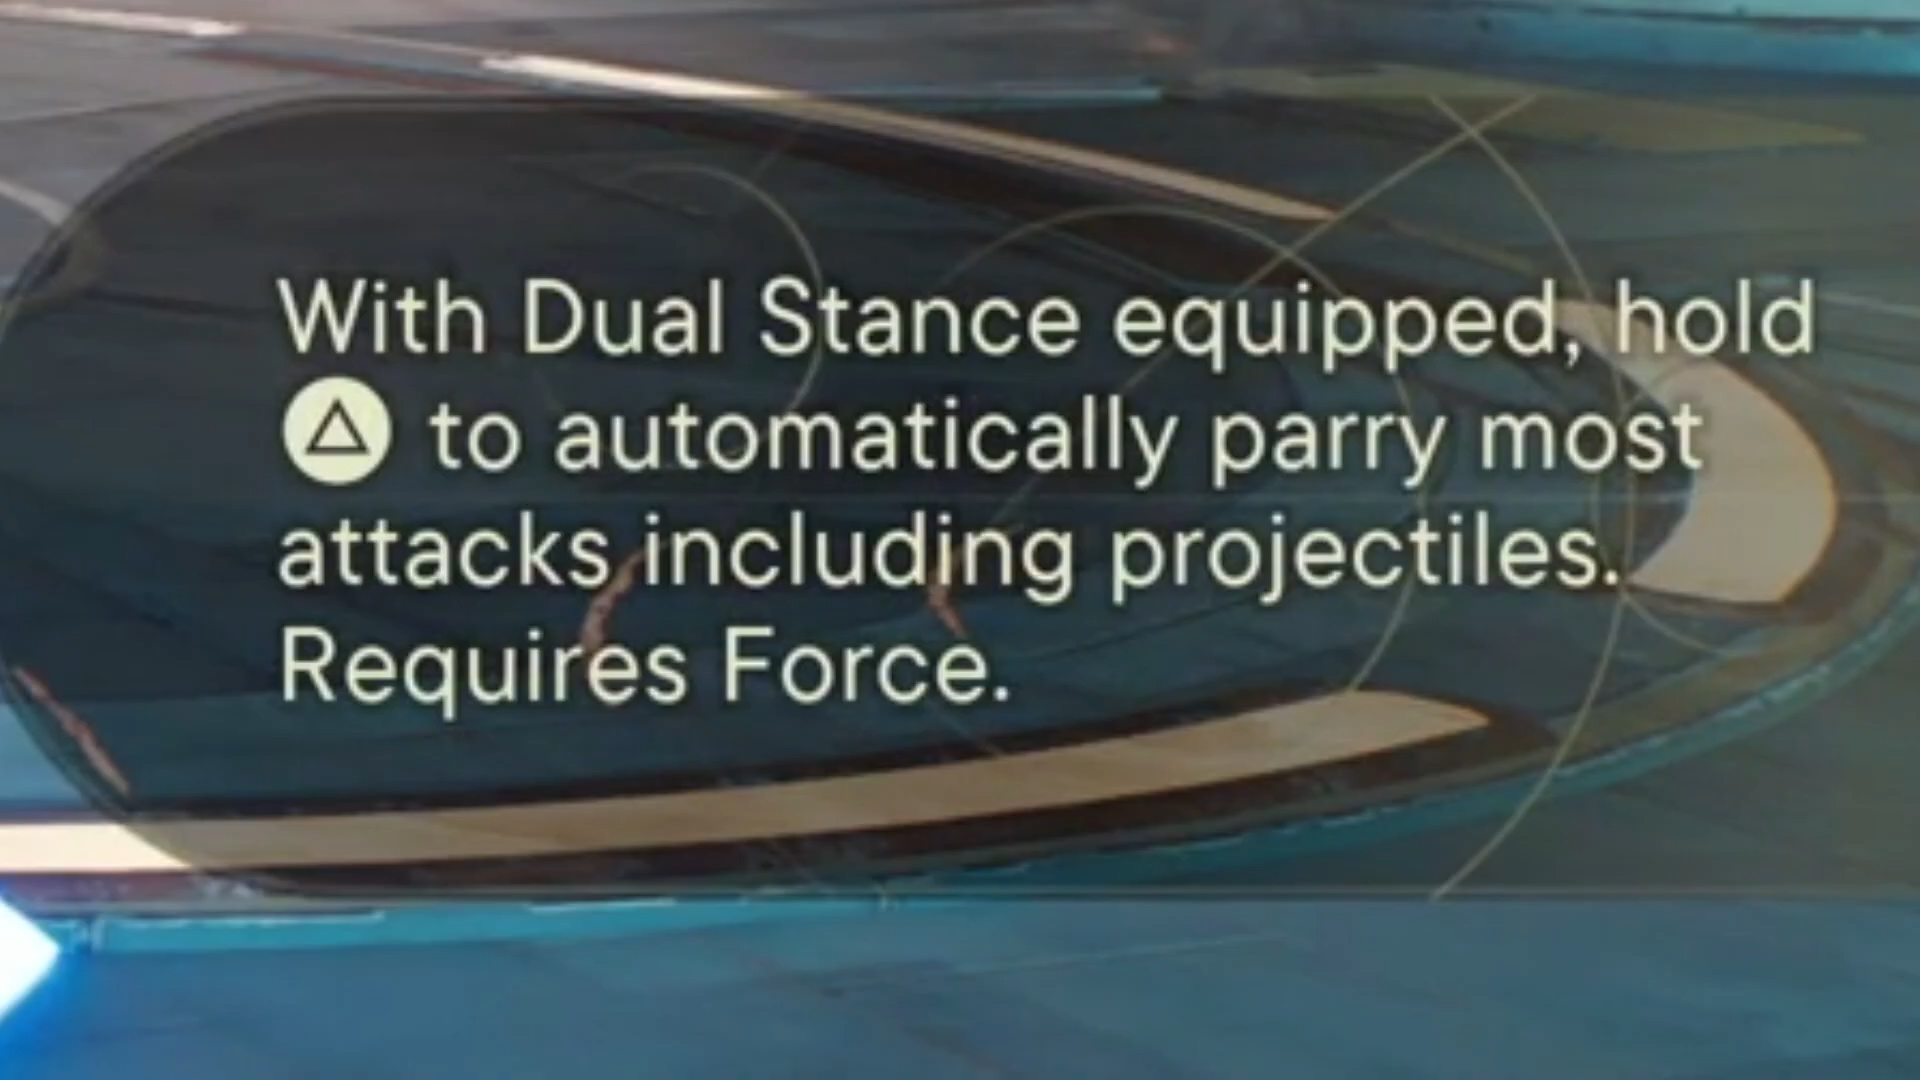 With Dual Stance equipped, hold
△ to automatically parry most
attacks including projectiles.
Requires Force.